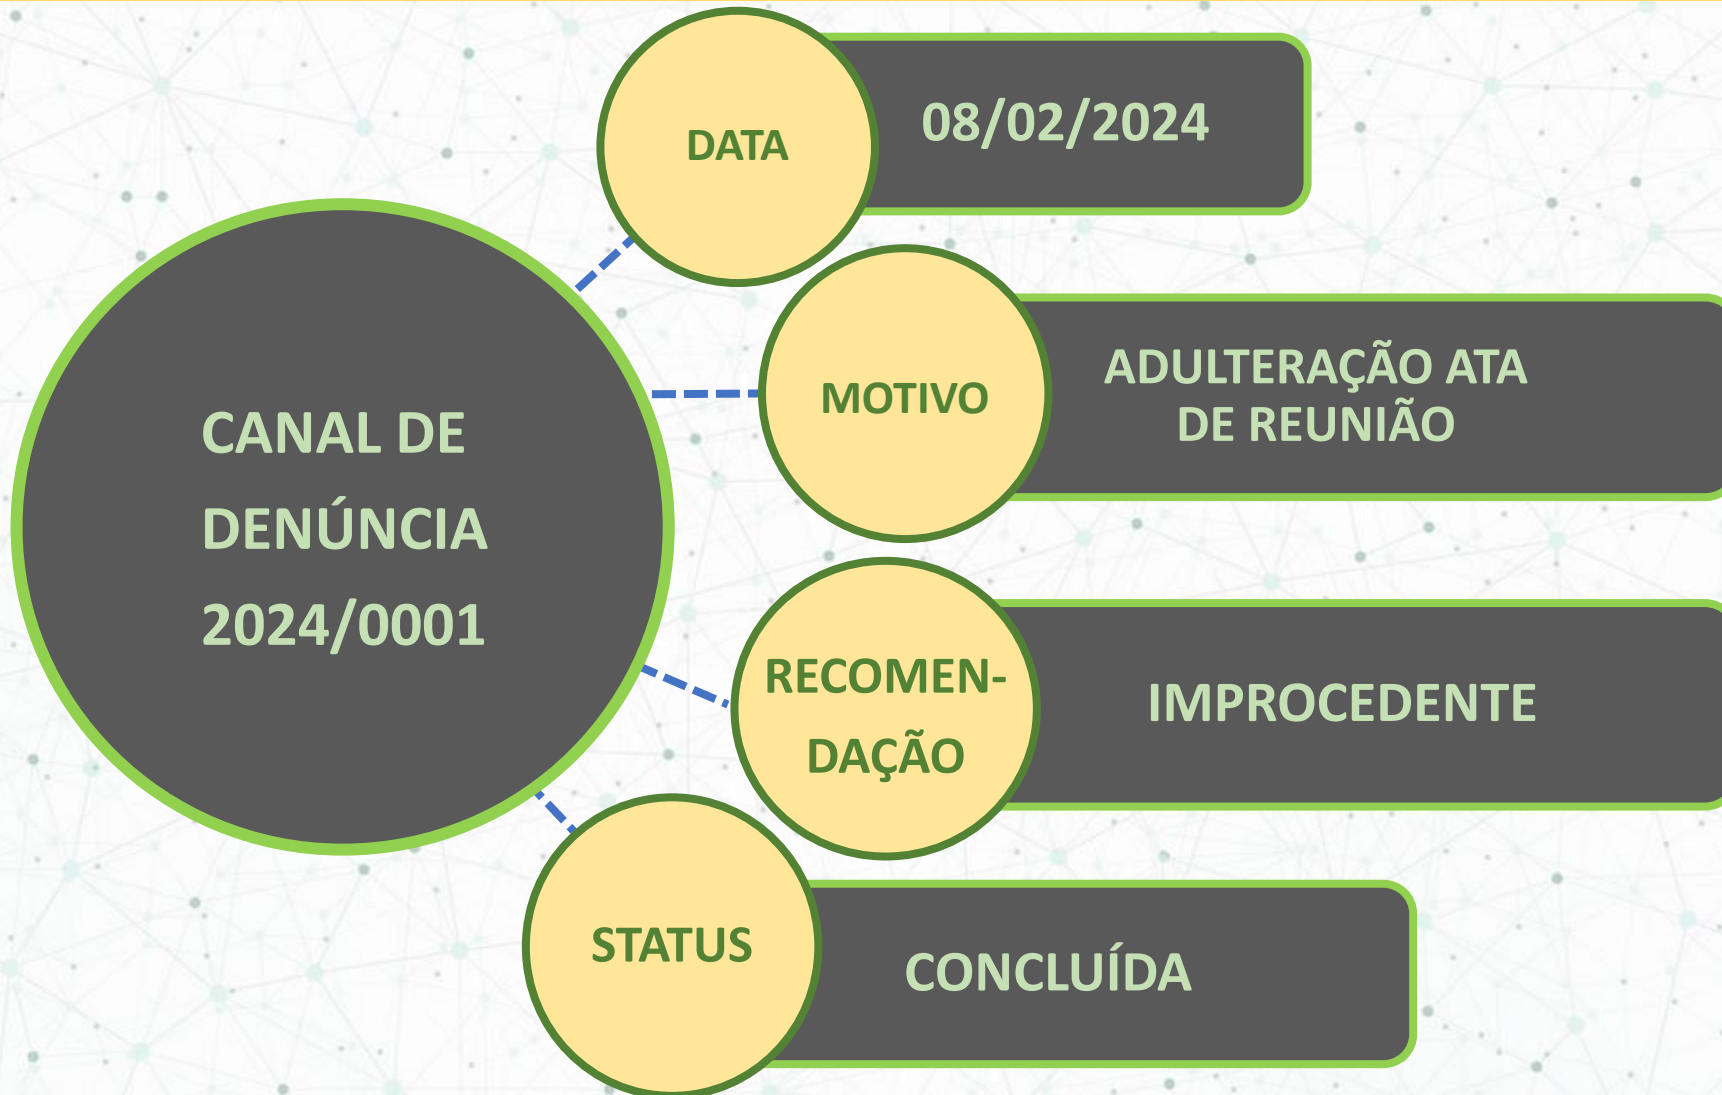 CANAL DE
DENÚNCIA
2024/0001
DATA
08/02/2024
MOTIVO
ADULTERAÇÃO ATA
DE REUNIÃO
RECOMEN-
DAÇÃO
IMPROCEDENTE
STATUS
CONCLUÍDA